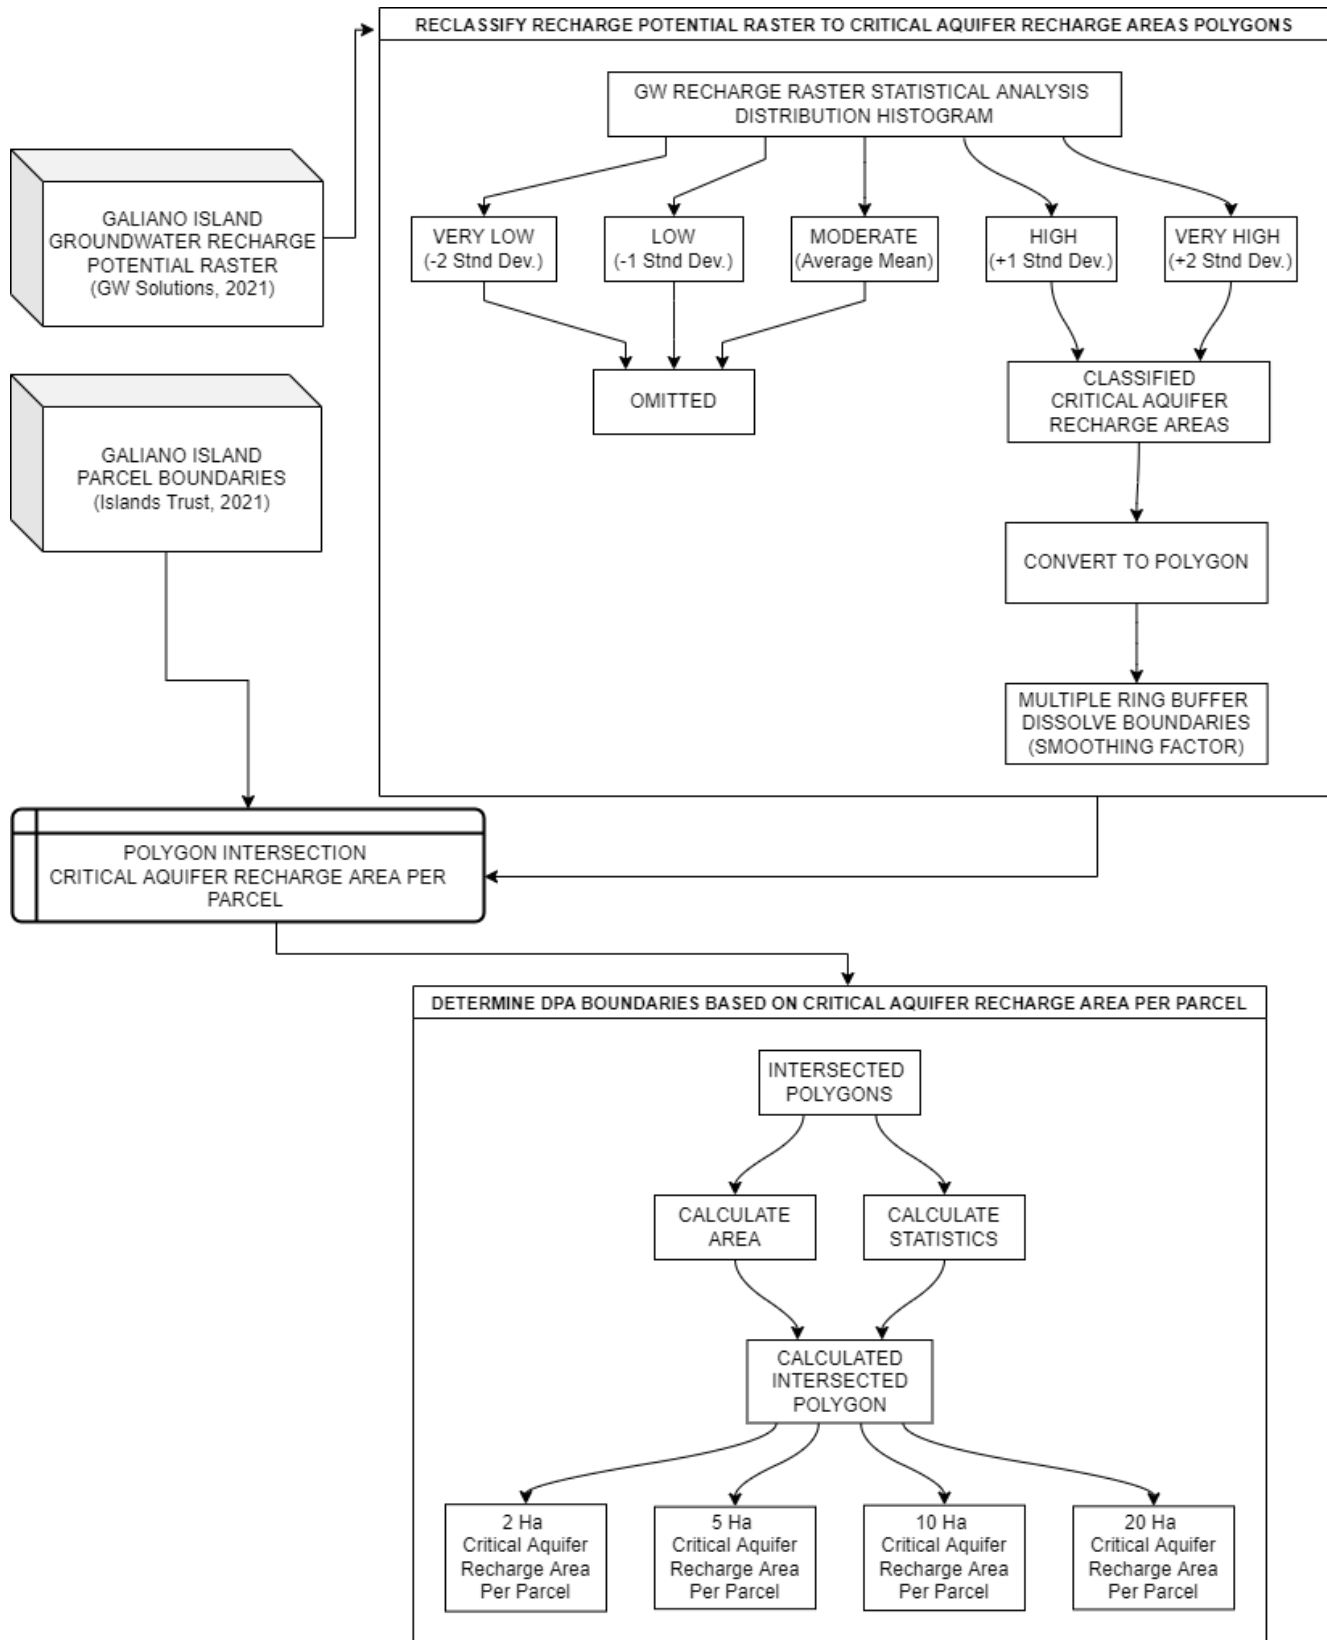 RECLASSIFY RECHARGE POTENTIAL RASTER TO CRITICAL AQUIFER RECHARGE AREAS POLYGONS
GW RECHARGE RASTER STATISTICAL ANALYSIS
DISTRIBUTION HISTOGRAM
GALIANO ISLAND
GROUNDWATER RECHARGE
POTENTIAL RASTER
(GW Solutions, 2021)
VERY LOW
(-2 Stnd Dev.)
LOW
(-1 Stnd Dev.)
MODERATE
(Average Mean)
HIGH
(+1 Stnd Dev.)
VERY HIGH
(+2 Stnd Dev.)
OMITTED
CLASSIFIED
CRITICAL AQUIFER
RECHARGE AREAS
GALIANO ISLAND
PARCEL BOUNDARIES
(Islands Trust, 2021)
CONVERT TO POLYGON
MULTIPLE RING BUFFER
DISSOLVE BOUNDARIES
(SMOOTHING FACTOR)
POLYGON INTERSECTION
CRITICAL AQUIFER RECHARGE AREA PER
PARCEL
DETERMINE DPA BOUNDARIES BASED ON CRITICAL AQUIFER RECHARGE AREA PER PARCEL
INTERSECTED
POLYGONS
CALCULATE
AREA
CALCULATE
STATISTICS
CALCULATED
INTERSECTED
POLYGON
2 Ha
Critical Aquifer
Recharge Area
Per Parcel
5 Ha
Critical Aquifer
Recharge Area
Per Parcel
10 Ha
Critical Aquifer
Recharge Area
Per Parcel
20 Ha
Critical Aquifer
Recharge Area
Per Parcel